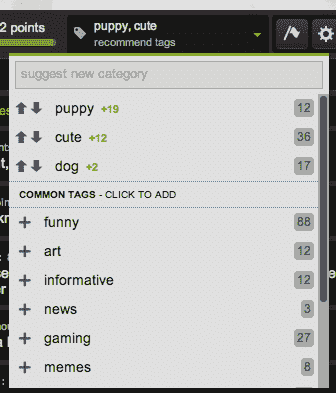 2 points
puppy, cute
recommend tags
suggest new category
puppy +19 12
cute +12 36
dog +2 17
COMMON TAGS - CLICK TO ADD
funny 88
art 12
informative 12
news 3
gaming 27
memes 8